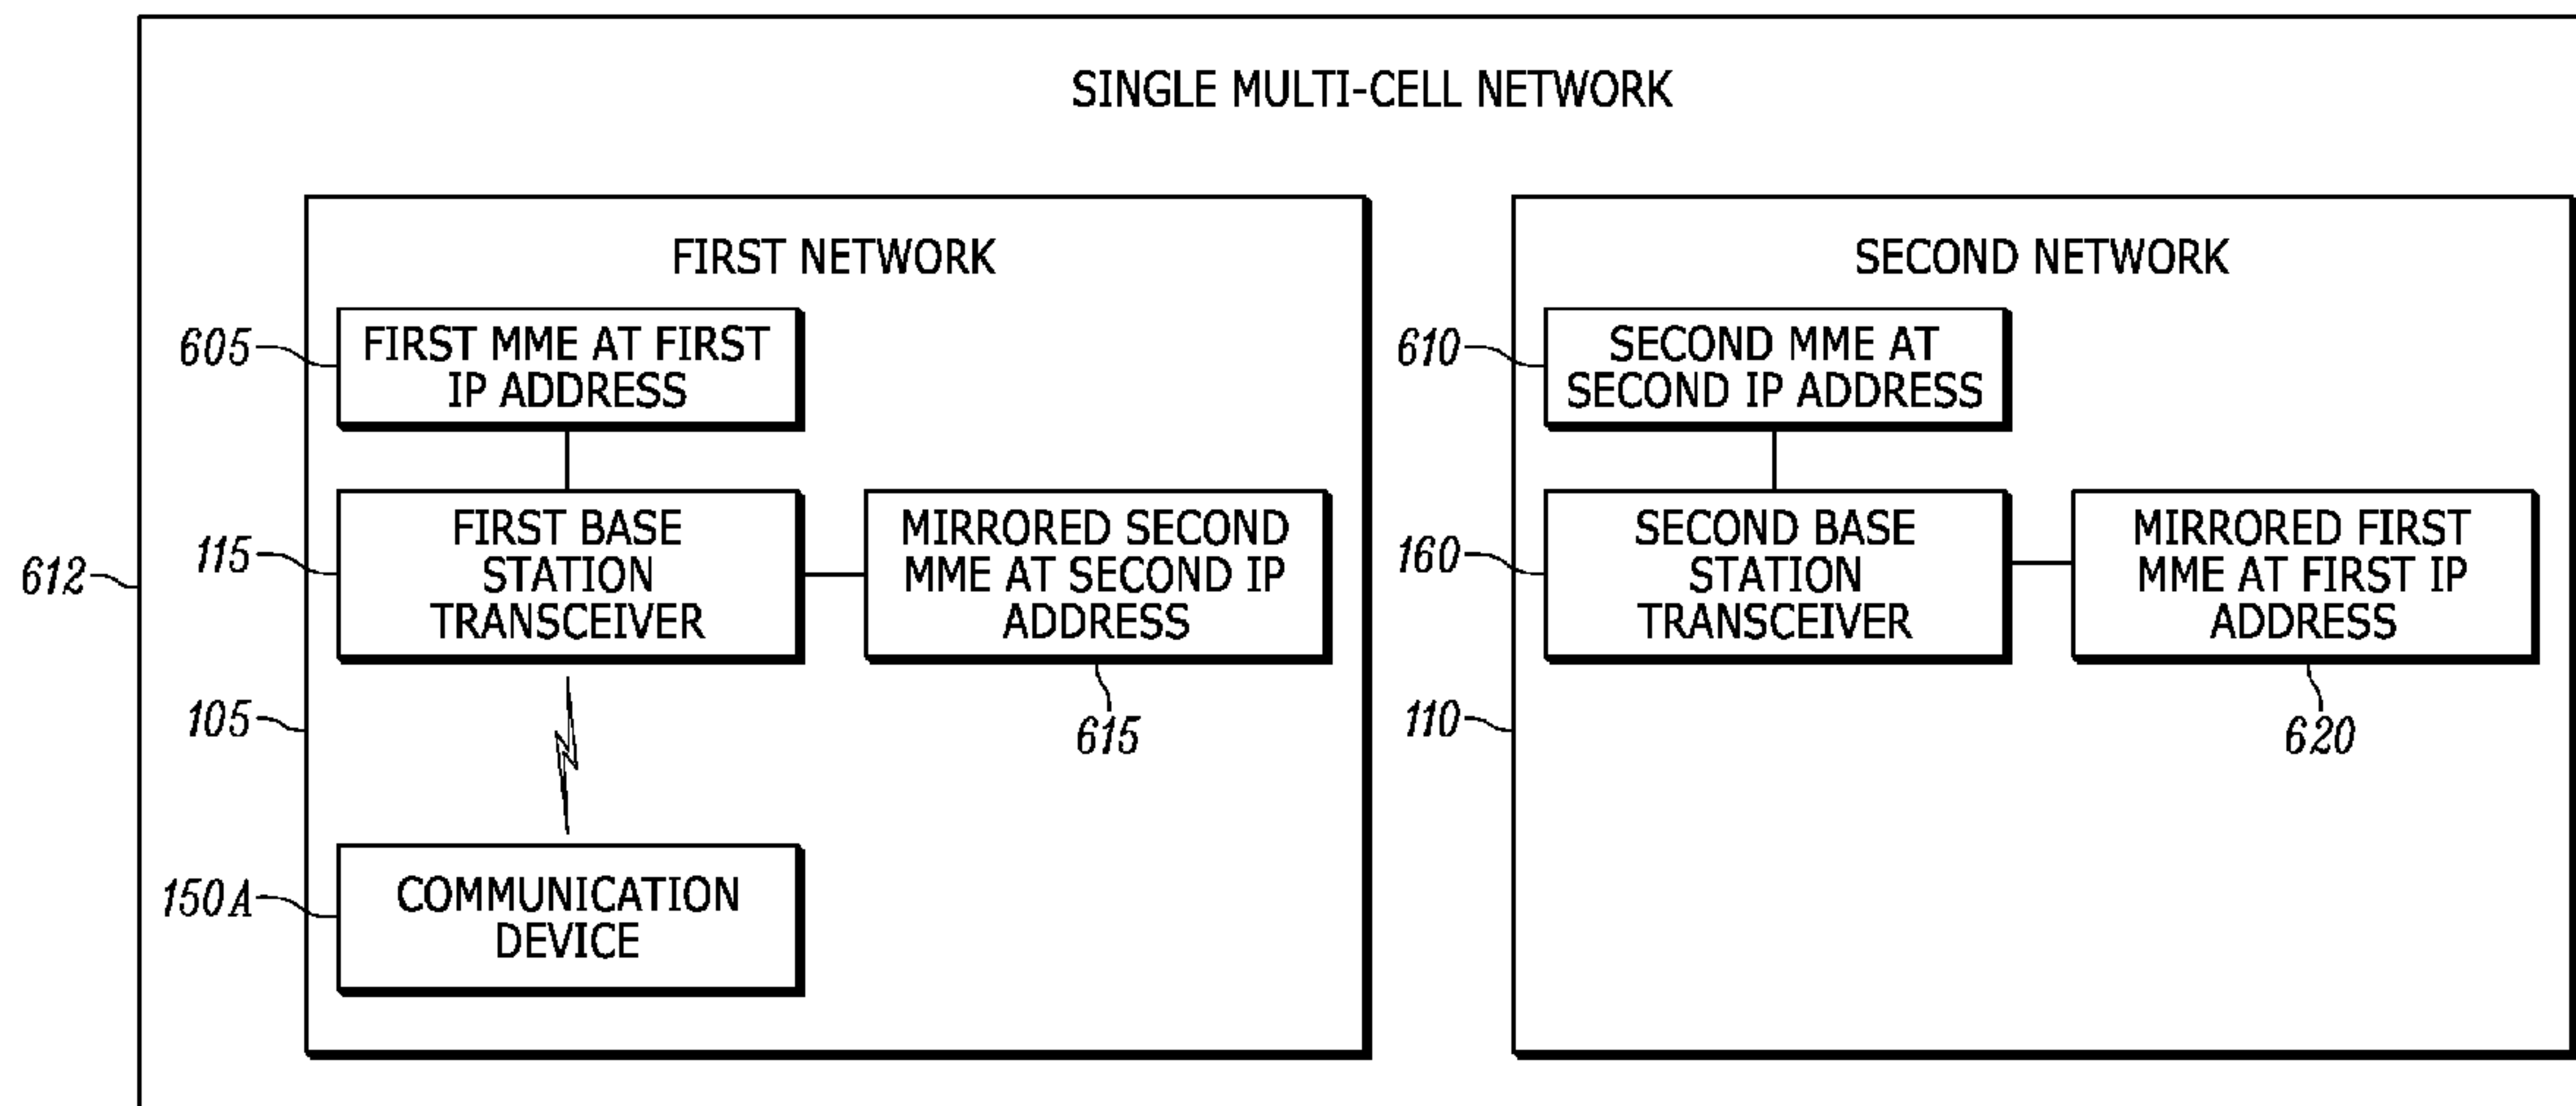 SINGLE MULTI-CELL NETWORK
FIRST NETWORK
605
FIRST MME AT FIRST
IP ADDRESS
115
FIRST BASE
STATION
TRANSCEIVER
MIRRORED SECOND
MME AT SECOND IP
ADDRESS
615
612
105
150A
COMMUNICATION
DEVICE
SECOND NETWORK
610
SECOND MME AT
SECOND IP ADDRESS
160
SECOND BASE
STATION
TRANSCEIVER
MIRRORED FIRST
MME AT FIRST IP
ADDRESS
620
110